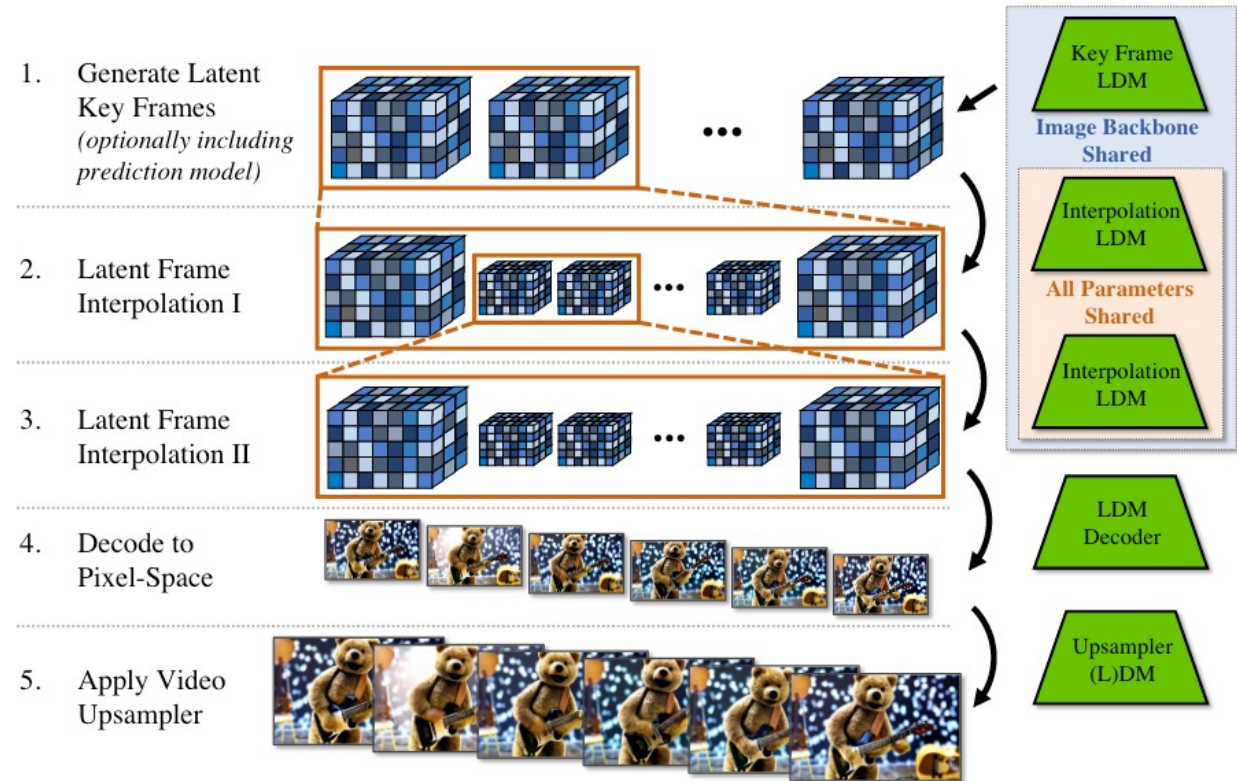 1. Generate Latent
Key Frames
(optionally including
prediction model)
2. Latent Frame
Interpolation I
3. Latent Frame
Interpolation II
4. Decode to
Pixel-Space
5. Apply Video
Upsampler
Key Frame
LDM
Image Backbone
Shared
Interpolation
LDM
All Parameters
Shared
Interpolation
LDM
LDM
Decoder
Upsampler
(L)DM